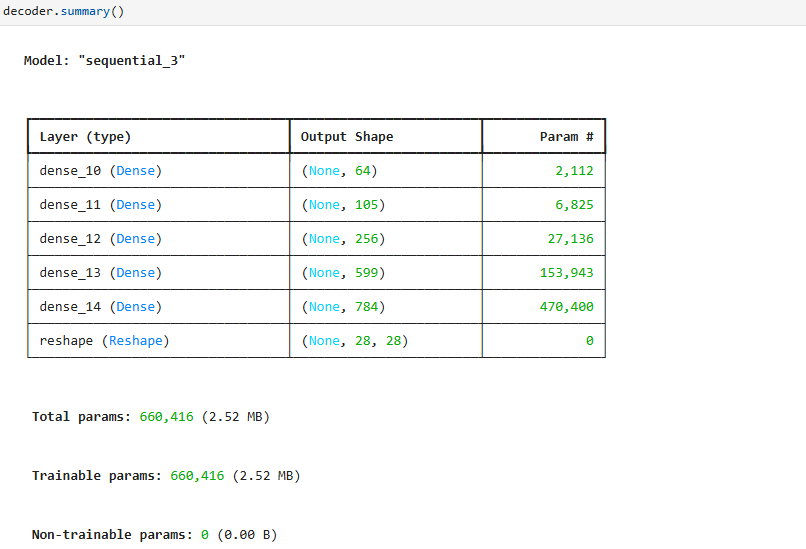 decoder.summary()
Model: "sequential_3"
Layer (type) Output Shape Param #
dense_10 (Dense) (None, 64) 2,112
dense_11 (Dense) (None, 105) 6,825
dense_12 (Dense) (None, 256) 27,136
dense_13 (Dense) (None, 599) 153,943
dense_14 (Dense) (None, 784) 470,400
reshape (Reshape) (None, 28, 28) 0
Total params: 660,416 (2.52 MB)
Trainable params: 660,416 (2.52 MB)
Non-trainable params: 0 (0.00 B)